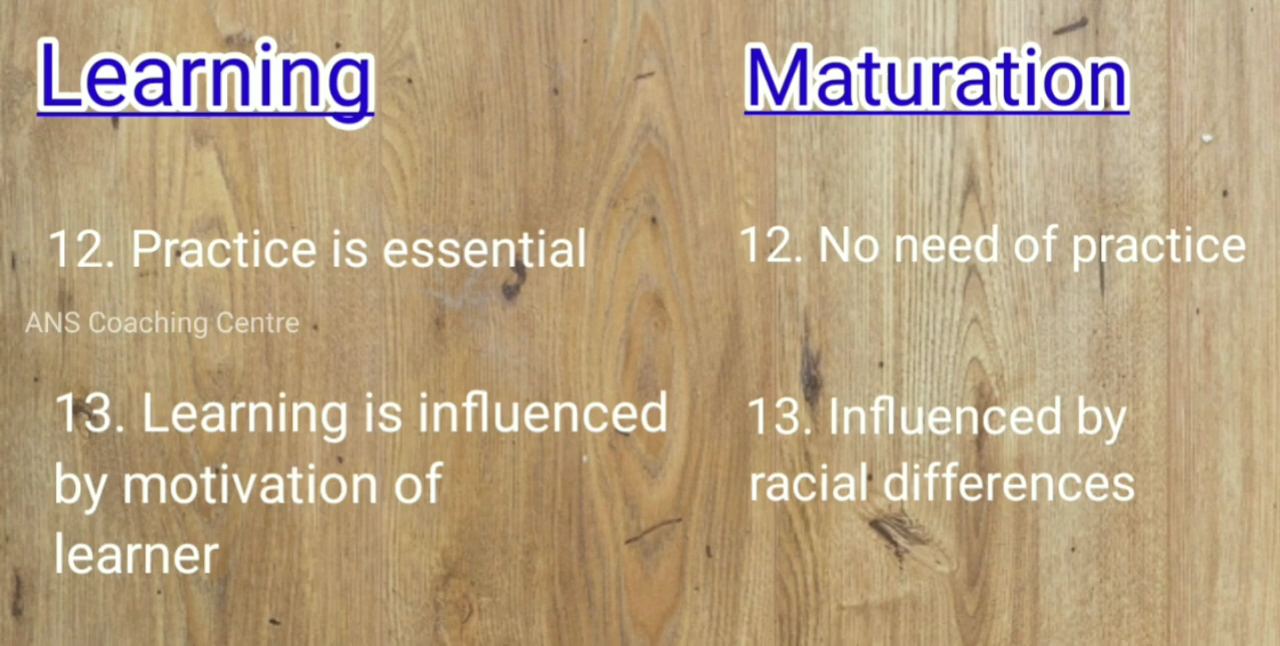 Learning
Maturation
12. Practice is essential
12. No need of practice
ANS Coaching Centre
13. Learning is influenced
by motivation of
learner
13. Influenced by
racial differences